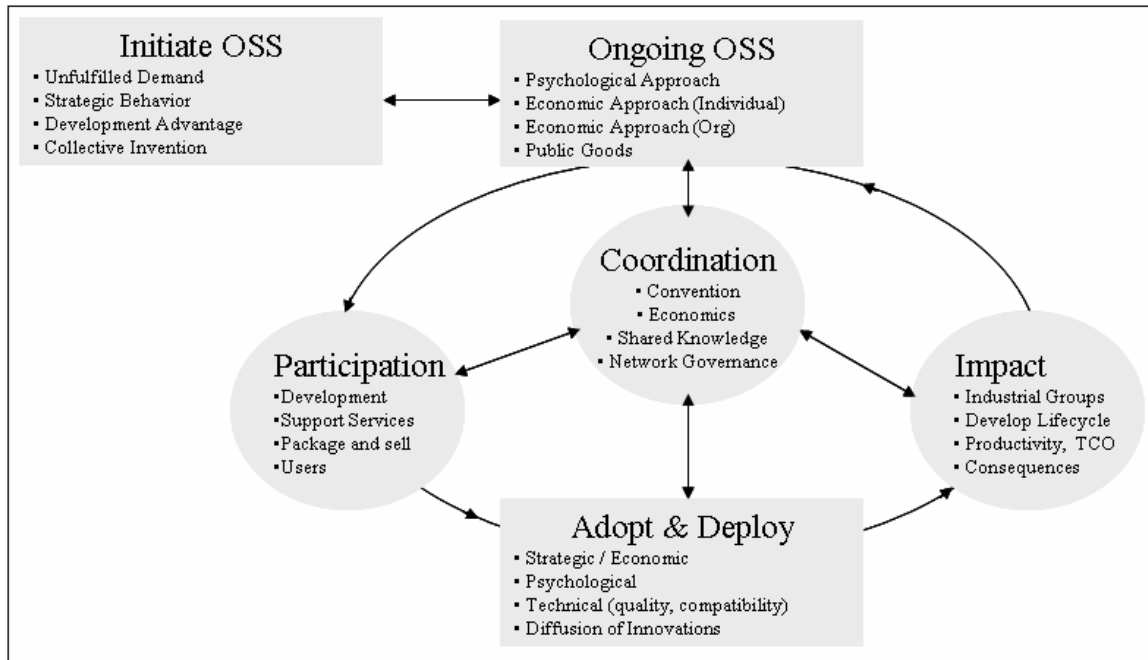 Initiate OSS
▪ Unfulfilled Demand
▪ Strategic Behavior
▪ Development Advantage
▪ Collective Invention
Ongoing OSS
▪ Psychological Approach
▪ Economic Approach (Individual)
▪ Economic Approach (Org)
▪ Public Goods
Coordination
▪ Convention
▪ Economics
▪ Shared Knowledge
▪ Network Governance
Participation
▪Development
▪Support Services
▪Package and sell
▪Users
Impact
▪ Industrial Groups
▪ Develop Lifecycle
▪ Productivity, TCO
▪ Consequences
Adopt & Deploy
▪ Strategic / Economic
▪ Psychological
▪ Technical (quality, compatibility)
▪ Diffusion of Innovations